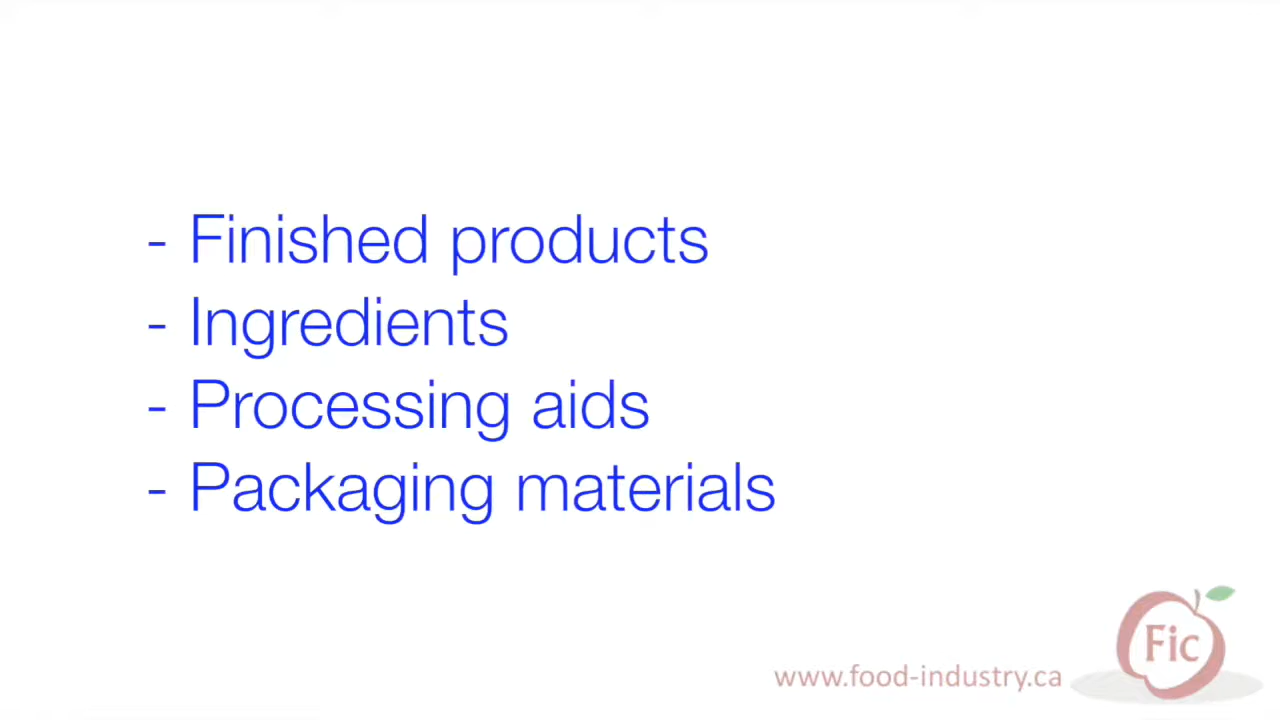 - Finished products
- Ingredients
- Processing aids
- Packaging materials
Fic
www.food-industry.ca